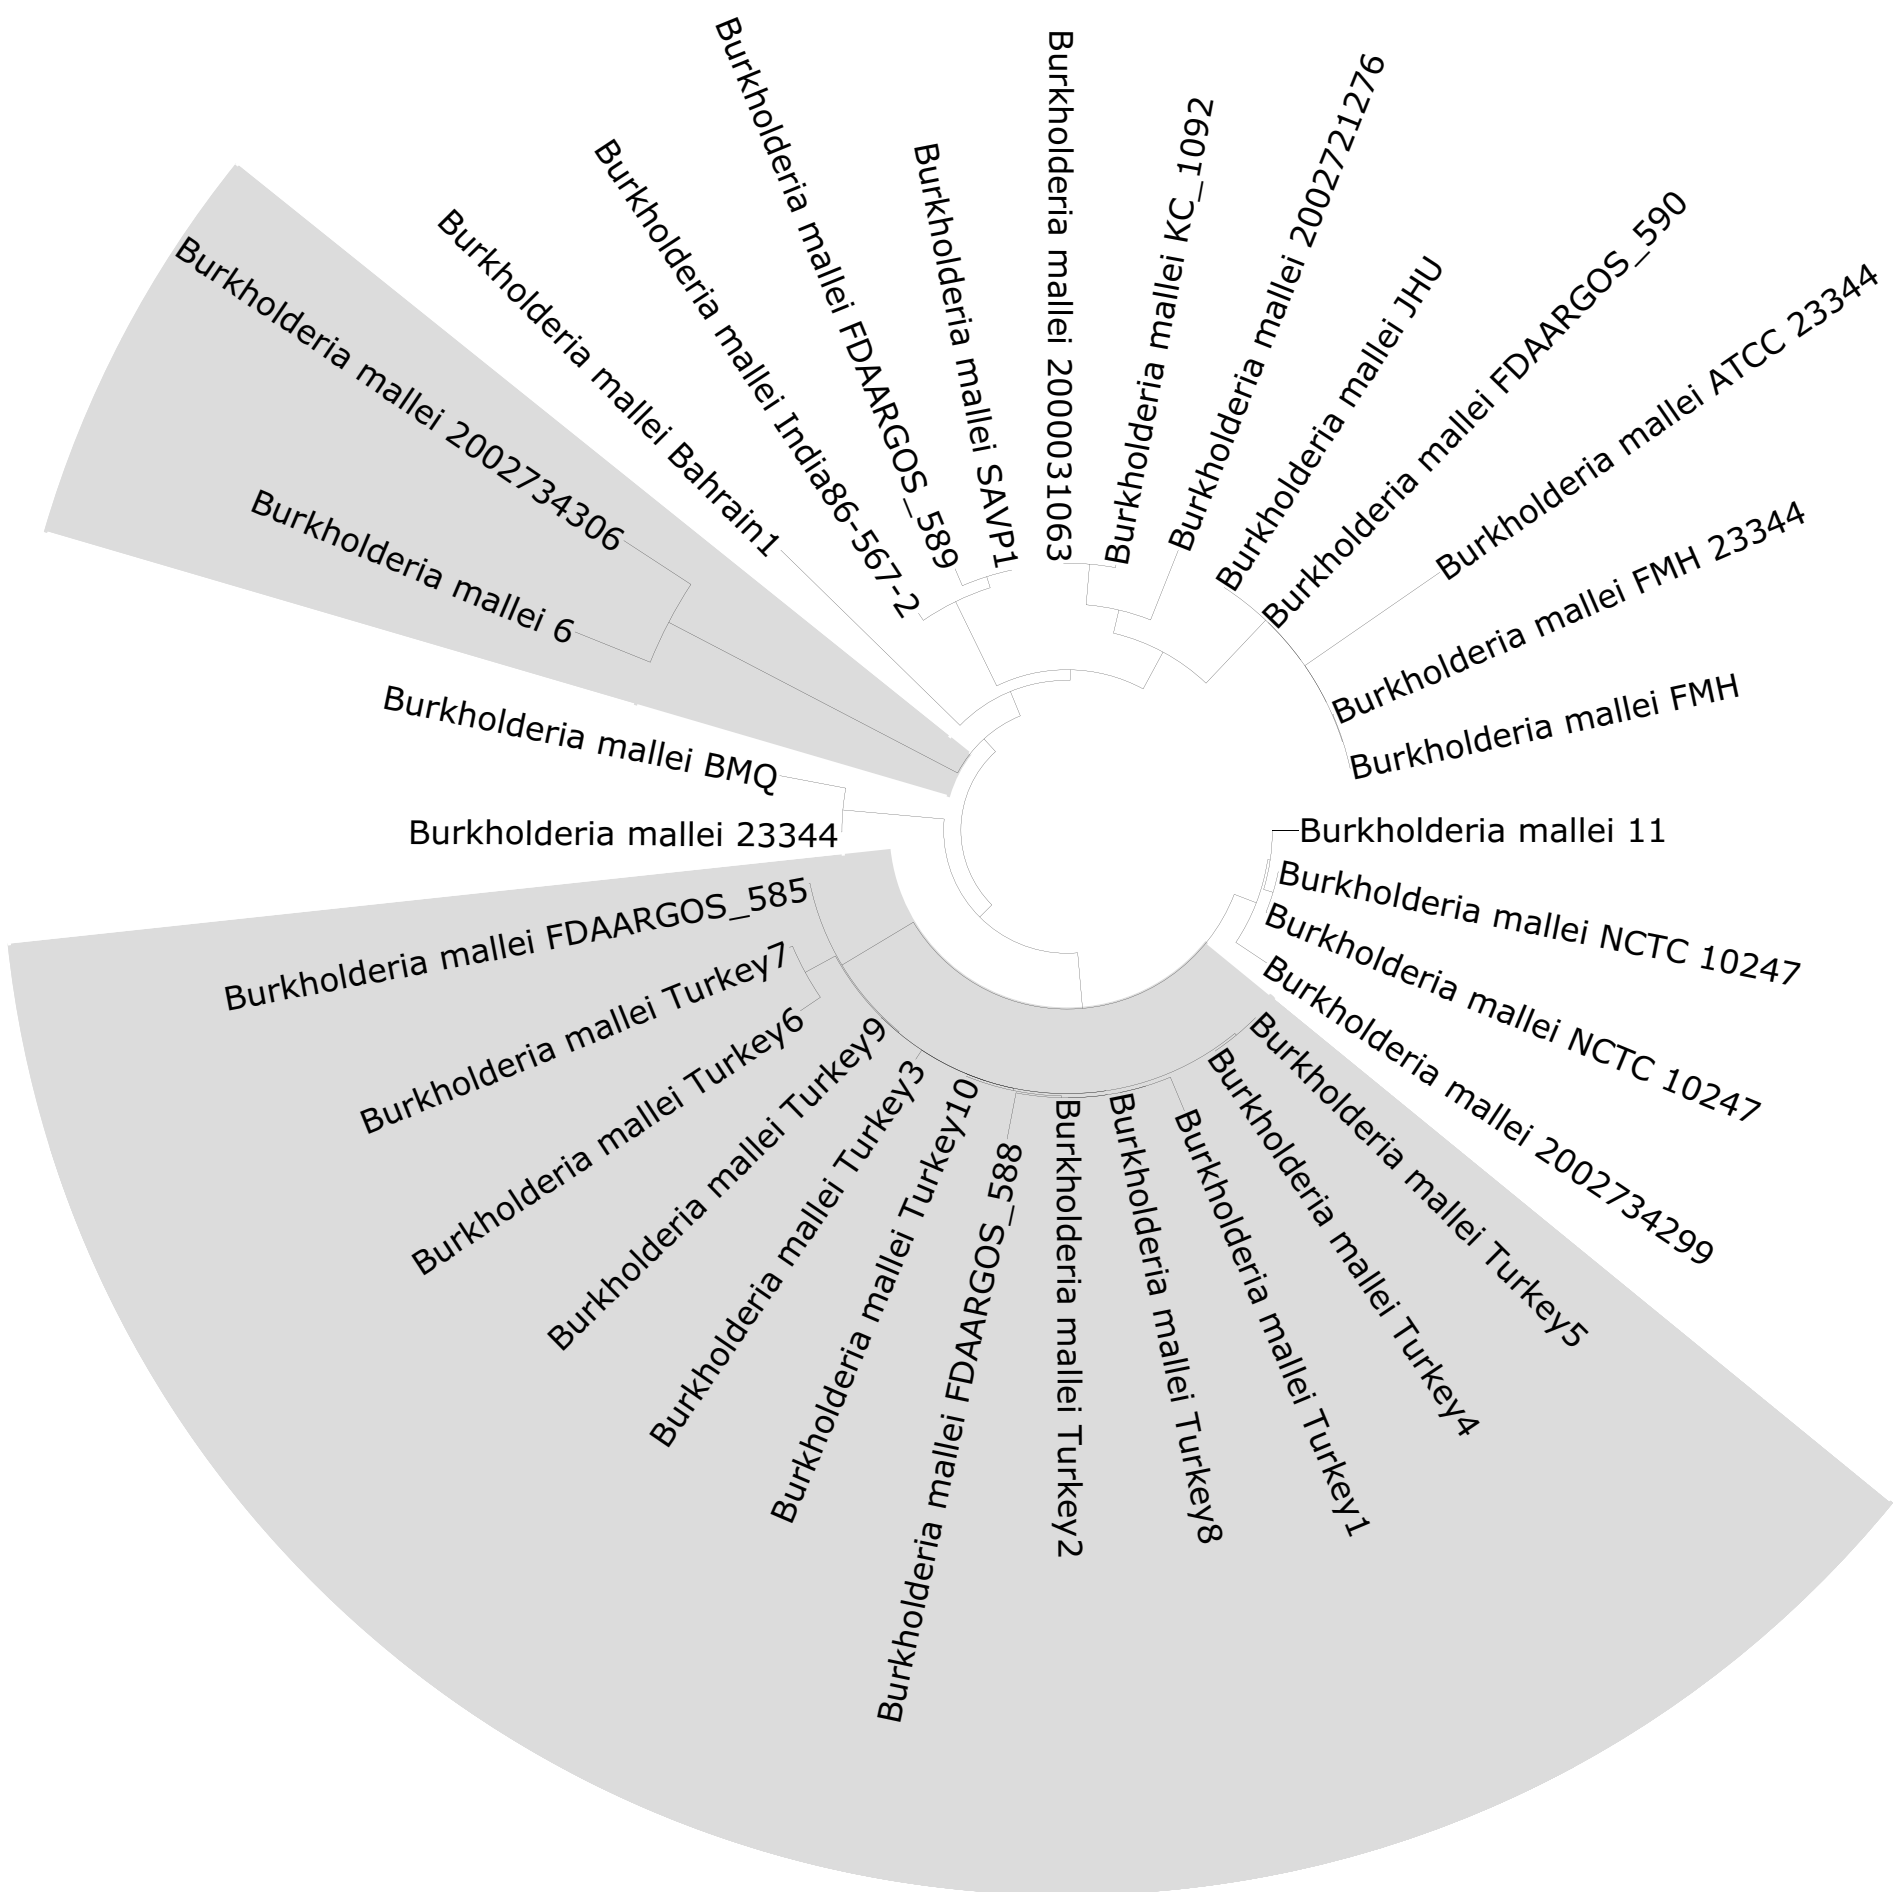 Burkholderia mallei 2000031063
Burkholderia mallei KC_1092
Burkholderia mallei 2002721276
Burkholderia mallei JHU
Burkholderia mallei FDAARGOS_590
Burkholderia mallei ATCC 23344
Burkholderia mallei FMH 23344
Burkholderia mallei FMH
Burkholderia mallei 11
Burkholderia mallei NCTC 10247
Burkholderia mallei NCTC 10247
Burkholderia mallei 2002734299
Burkholderia mallei Turkey5
Burkholderia mallei Turkey4
Burkholderia mallei Turkey1
Burkholderia mallei Turkey8
Burkholderia mallei Turkey2
Burkholderia mallei FDAARGOS_588
Burkholderia mallei Turkey10
Burkholderia mallei Turkey3
Burkholderia mallei Turkey9
Burkholderia mallei Turkey6
Burkholderia mallei Turkey7
Burkholderia mallei FDAARGOS_585
Burkholderia mallei 23344
Burkholderia mallei BMQ
Burkholderia mallei 6
Burkholderia mallei 2002734306
Burkholderia mallei Bahrain1
Burkholderia mallei India86-567-2
Burkholderia mallei FDAARGOS_589
Burkholderia mallei SAVP1